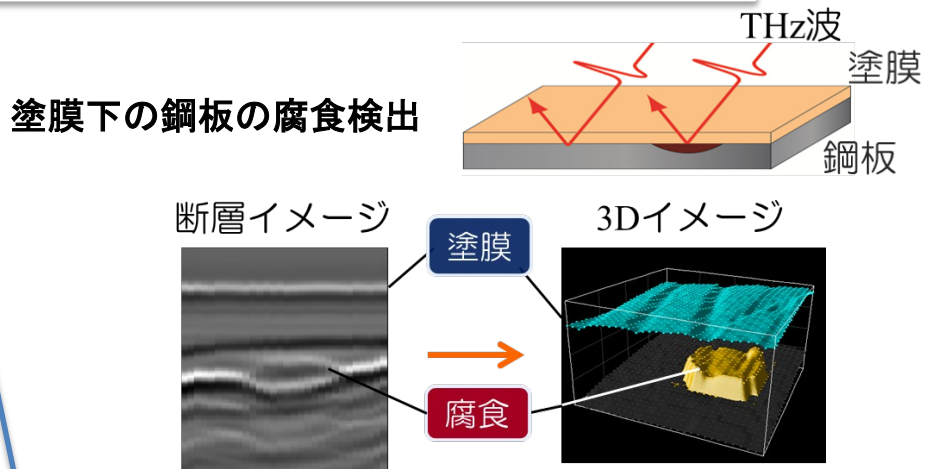 THz波
塗膜
塗膜下の鋼板の腐食検出
鋼板
断層イメージ
3Dイメージ
塗膜
腐食